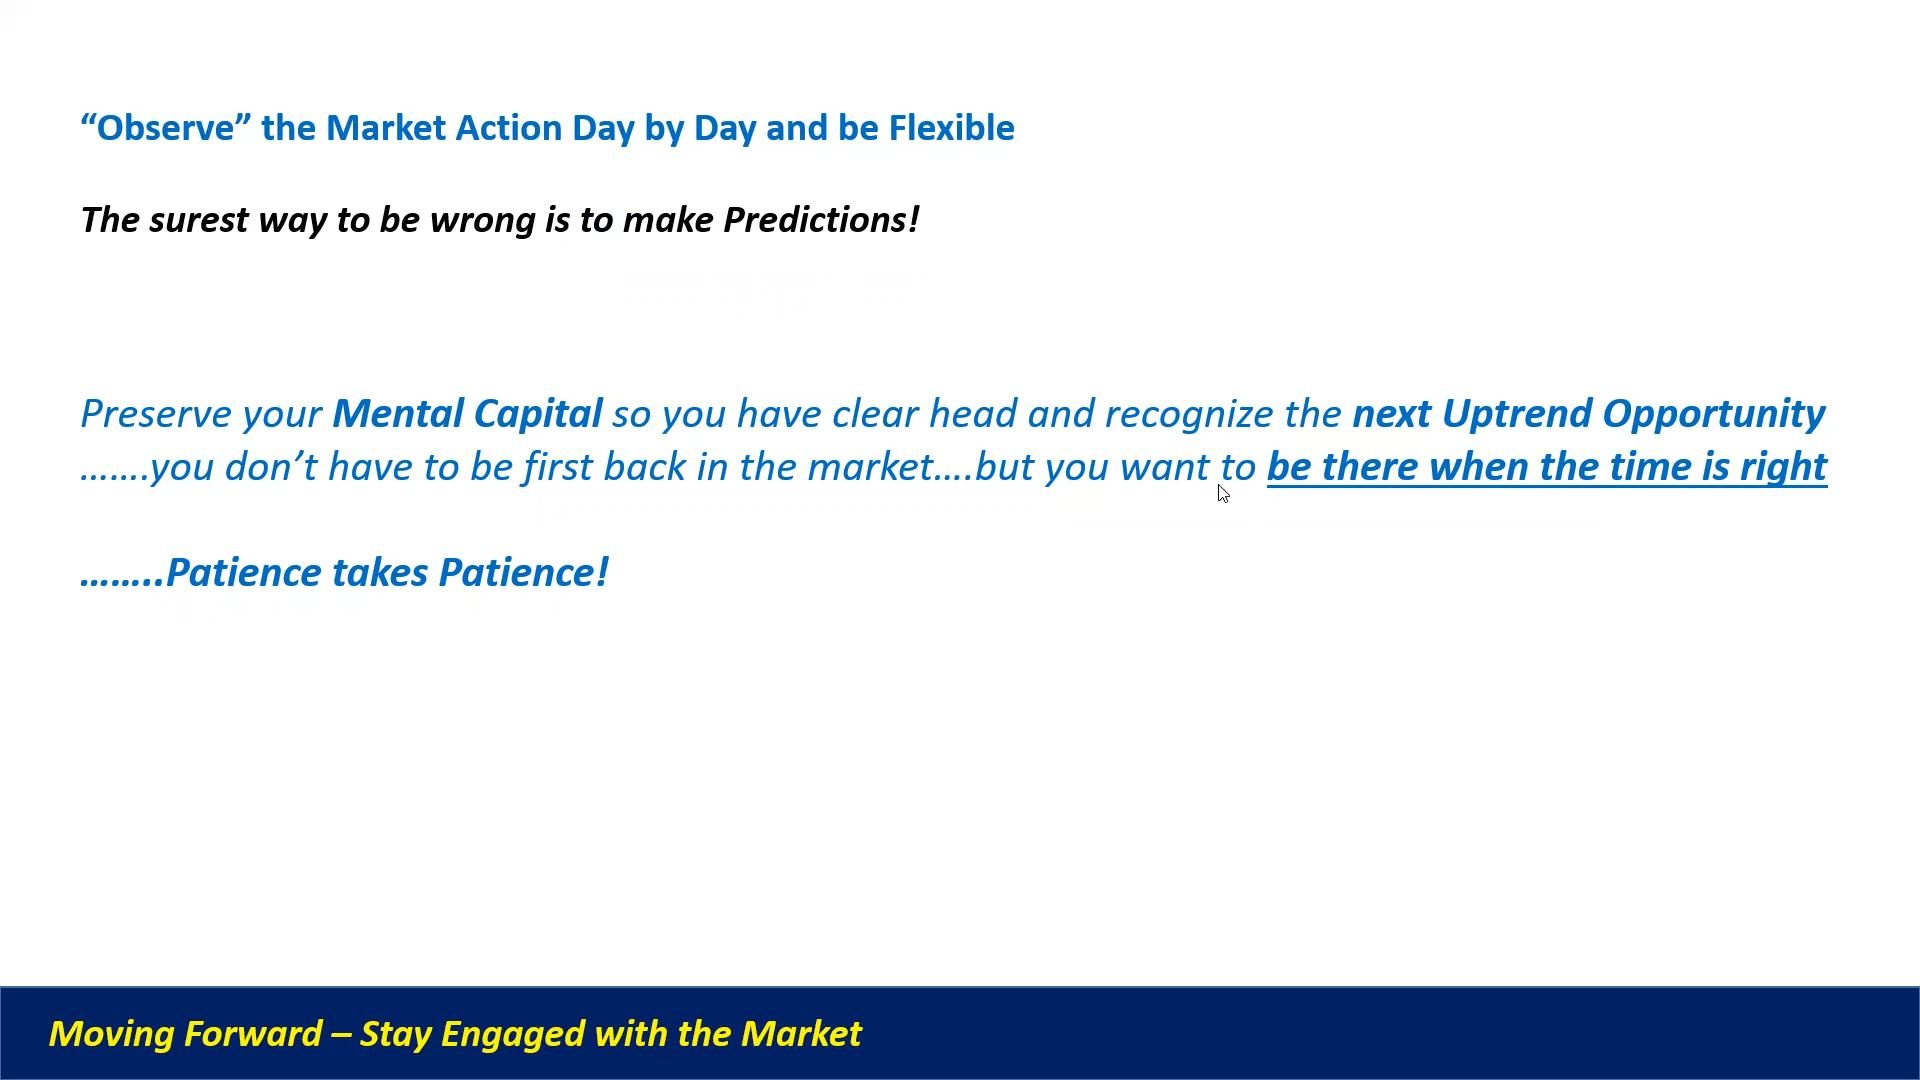 “Observe” the Market Action Day by Day and be Flexible
The surest way to be wrong is to make Predictions!
Preserve your Mental Capital so you have clear head and recognize the next Uptrend Opportunity
…….you don’t have to be first back in the market….but you want to be there when the time is right
……..Patience takes Patience!
Moving Forward – Stay Engaged with the Market